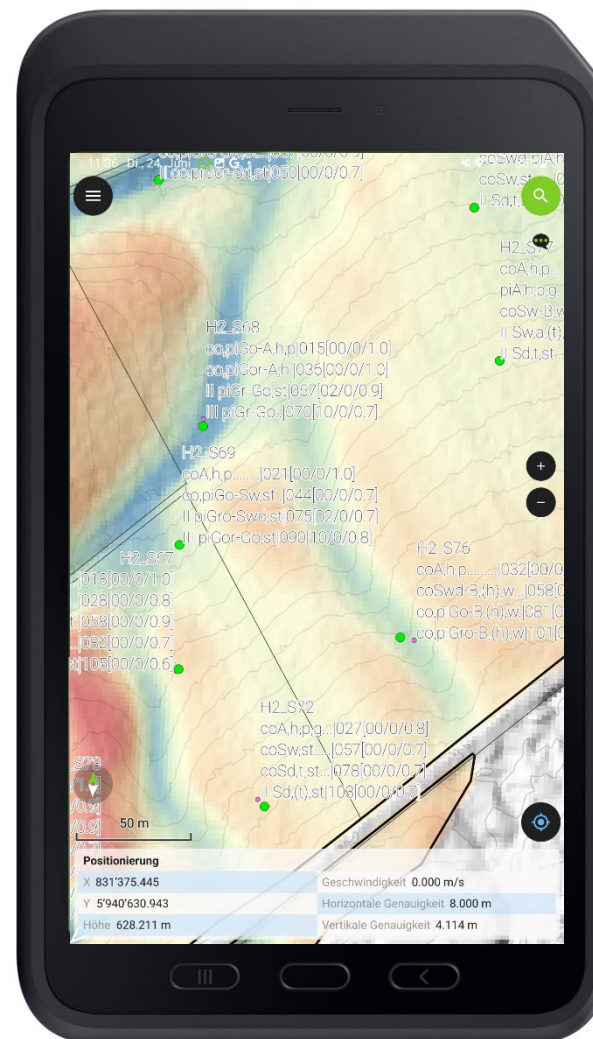 11:36 Di., 24. Juni
II co,piGor-Sd,st|050[00/0/0.7]
H2_S77
coA,h,p....
piA,h,p,g
coSw-B,w
II Sw,a,(t)
II Sd,t,st...
H2_S68
co,piGo-A,h,p|015[00/0/1.0]
co,piGor-A,h |036[00/0/1.0]
II piGr-Go,st|057[02/0/0.9]
III piGr-Go..|070[10/0/0.7]
H2_S69
coA,h,p........|021[00/0/1.0]
co,piGo-Sw,st. |044[00/0/0.7]
II piGro-Swd,st|075[02/0/0.7]
II piGor-Go,st|090[10/0/0.8]
H2_S67
|018[00/0/1.0]
|028[00/0/0.8]
|058[00/0/0.9]
|082[00/0/0.7]
|105[00/0/0.6]
H2_S76
coA,h,p.........|032[00/0
coSwd-B,(h),w...|058[0
co,p Go-B,(h),w|081[0
co,p Gro-B,(h),w|101[0
H2_S72
coA,h,p,g...|027[00/0/0.8]
coSw,st.....|057[00/0/0.7]
coSd,t,st...|078[00/0/0.7]
II Sd,(t),st|103[00/0/0.7]
50 m
Positionierung
X 831'375.445 Geschwindigkeit 0.000 m/s
Y 5'940'630.943 Horizontale Genauigkeit 8.000 m
Höhe 628.211 m Vertikale Genauigkeit 4.114 m